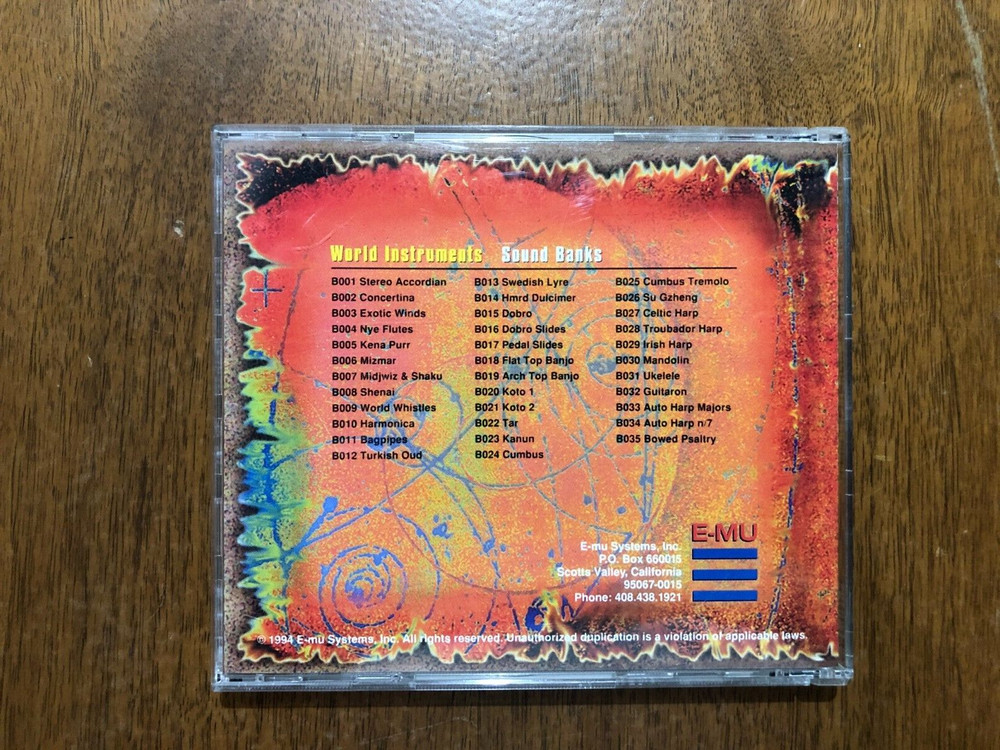 World Instruments Sound Banks
B001 Stereo Accordian
B002 Concertina
B003 Exotic Winds
B004 Nye Flutes
B005 Kena Purr
B006 Mizmar
B007 Midjwiz & Shaku
B008 Shenai
B009 World Whistles
B010 Harmonica
B011 Bagpipes
B012 Turkish Oud
B013 Swedish Lyre
B014 Hmrd Dulcimer
B015 Dobro
B016 Dobro Slides
B017 Pedal Slides
B018 Flat Top Banjo
B019 Arch Top Banjo
B020 Koto 1
B021 Koto 2
B022 Tar
B023 Kanun
B024 Cumbus
B025 Cumbus Tremolo
B026 Su Gzheng
B027 Celtic Harp
B028 Troubador Harp
B029 Irish Harp
B030 Mandolin
B031 Ukelele
B032 Guitaron
B033 Auto Harp Majors
B034 Auto Harp n/7
B035 Bowed Psaltry
E-MU
E-mu Systems, Inc.
P.O. Box 660015
Scotts Valley, California
95067-0015
Phone: 408.438.1921
© 1994 E-mu Systems, Inc. All rights reserved. Unauthorized duplication is a violation of applicable laws.